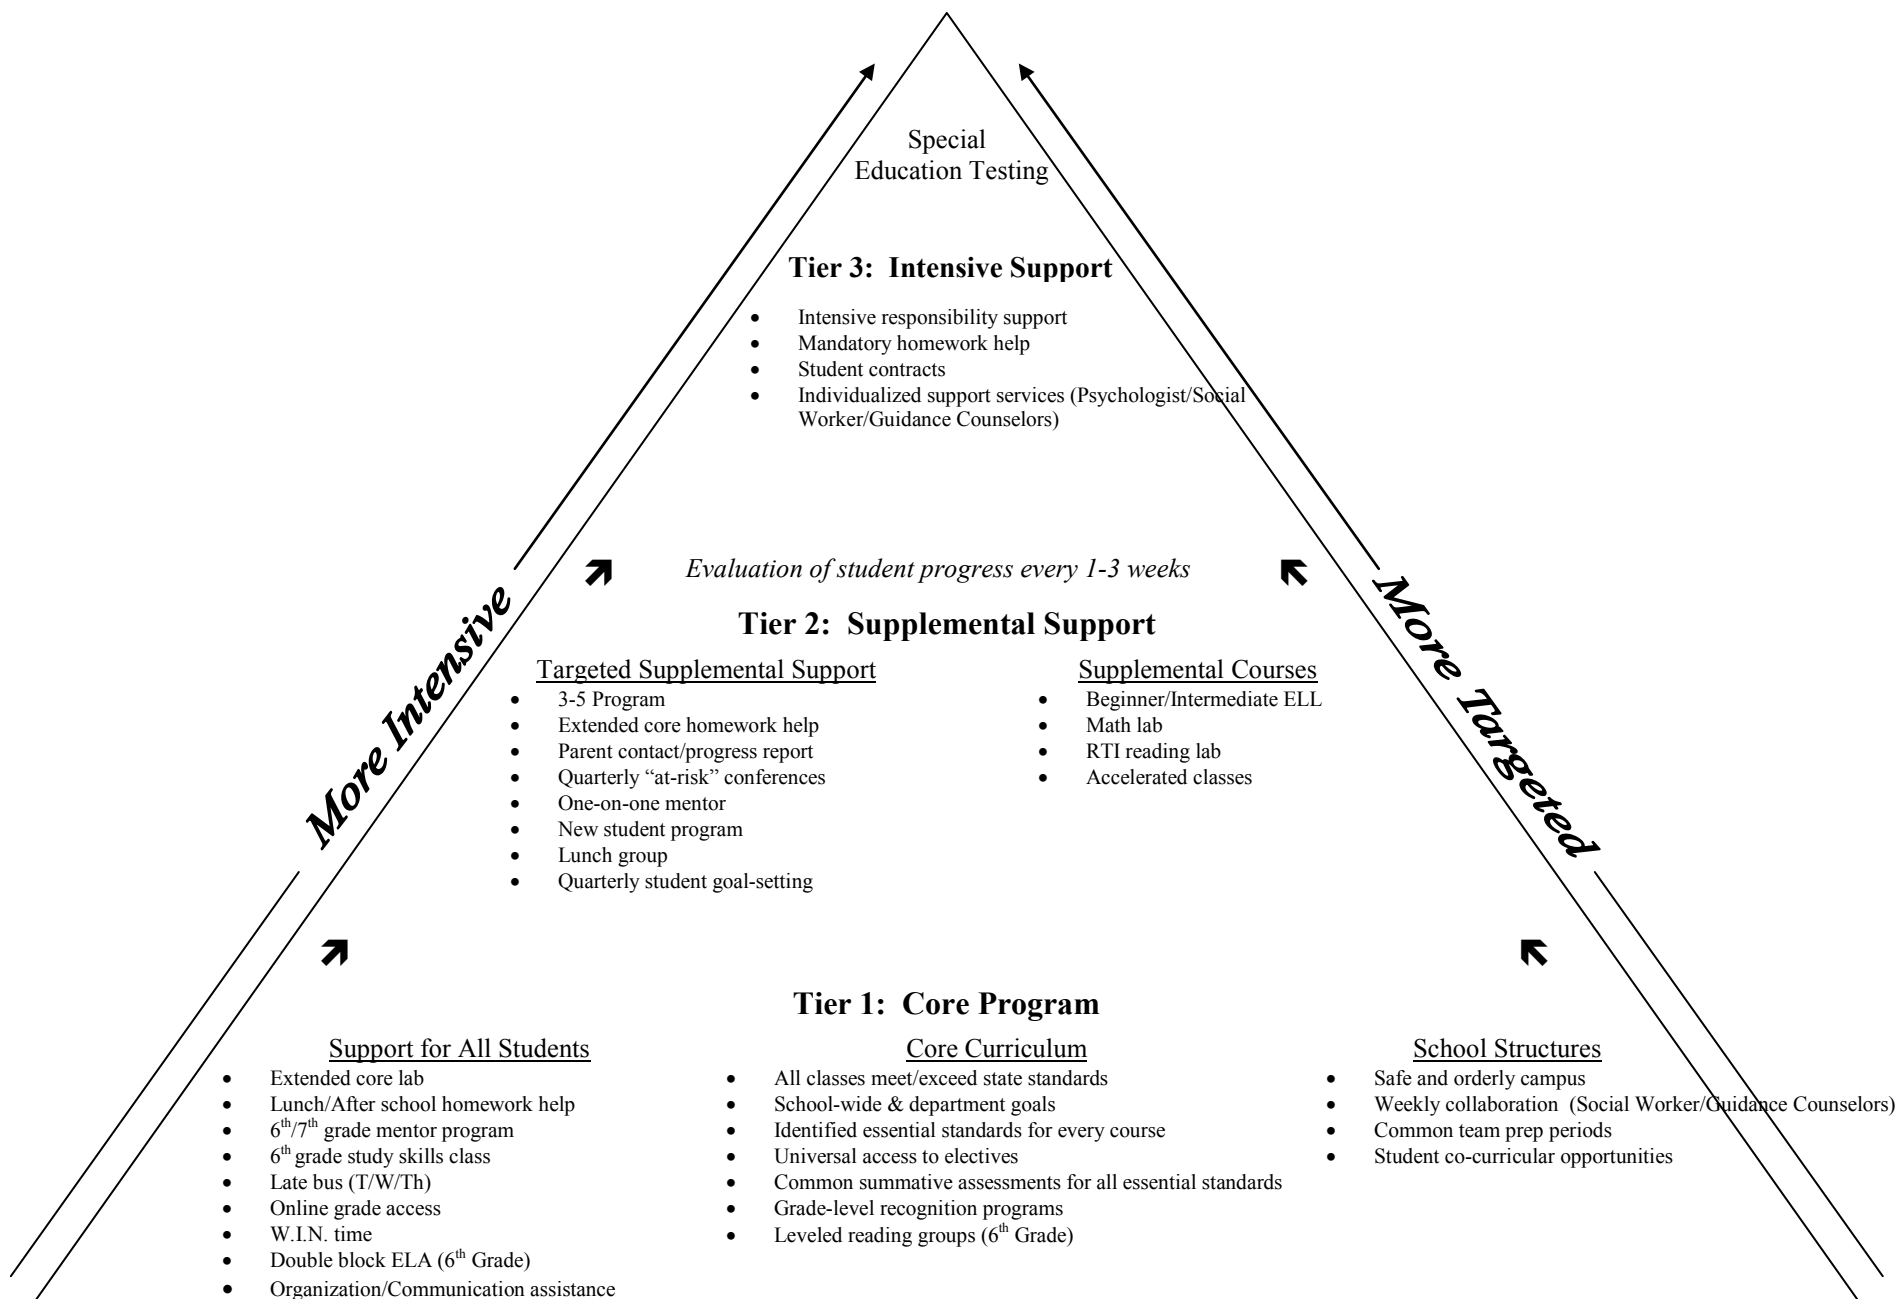 Special
Education Testing
Tier 3: Intensive Support
• Intensive responsibility support
• Mandatory homework help
• Student contracts
• Individualized support services (Psychologist/Social
Worker/Guidance Counselors)
Evaluation of student progress every 1-3 weeks
More Intensive
More Targeted
Tier 2: Supplemental Support
Targeted Supplemental Support
• 3-5 Program
• Extended core homework help
• Parent contact/progress report
• Quarterly “at-risk” conferences
• One-on-one mentor
• New student program
• Lunch group
• Quarterly student goal-setting
Supplemental Courses
• Beginner/Intermediate ELL
• Math lab
• RTI reading lab
• Accelerated classes
Tier 1: Core Program
Support for All Students
• Extended core lab
• Lunch/After school homework help
• 6th/7th grade mentor program
• 6th grade study skills class
• Late bus (T/W/Th)
• Online grade access
• W.I.N. time
• Double block ELA (6th Grade)
• Organization/Communication assistance
Core Curriculum
• All classes meet/exceed state standards
• School-wide & department goals
• Identified essential standards for every course
• Universal access to electives
• Common summative assessments for all essential standards
• Grade-level recognition programs
• Leveled reading groups (6th Grade)
School Structures
• Safe and orderly campus
• Weekly collaboration (Social Worker/Guidance Counselors)
• Common team prep periods
• Student co-curricular opportunities